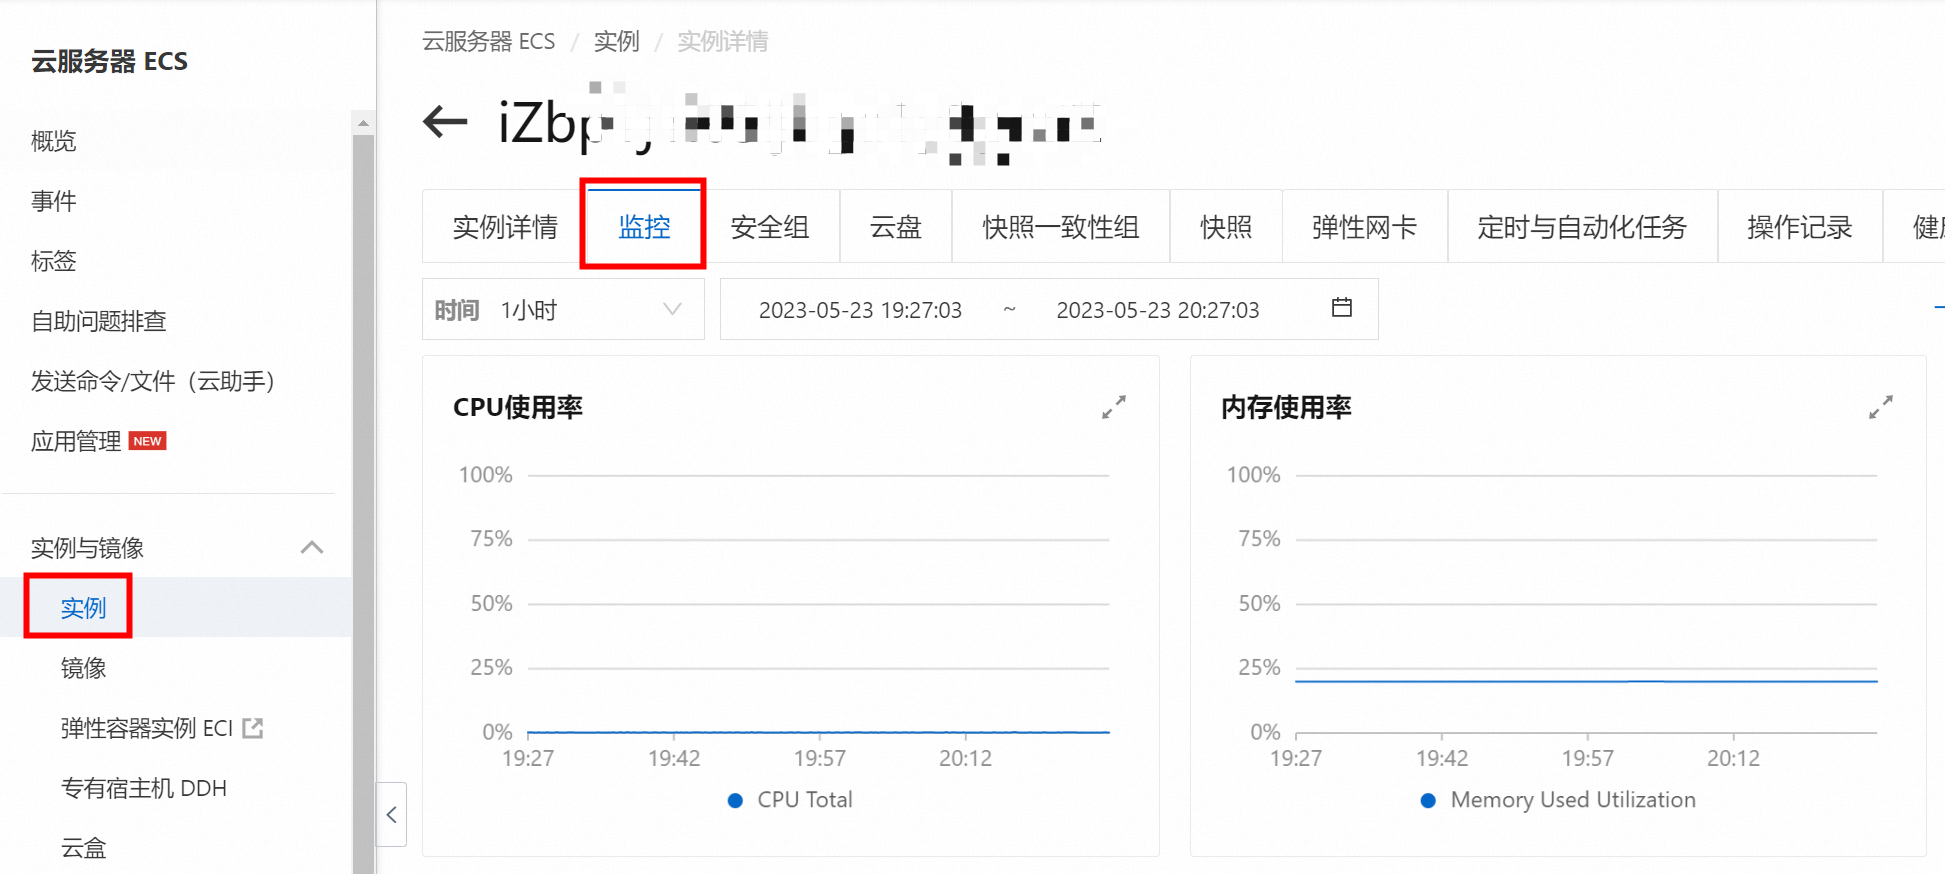 云服务器 ECS
概览
事件
标签
自助问题排查
发送命令/文件（云助手）
应用管理 NEW
实例与镜像
实例
镜像
弹性容器实例 ECI
专有宿主机 DDH
云盒
云服务器 ECS / 实例 / 实例详情
实例详情 监控 安全组 云盘 快照一致性组 快照 弹性网卡 定时与自动化任务 操作记录
时间 1小时 2023-05-23 19:27:03 ~ 2023-05-23 20:27:03
CPU使用率
100%
75%
50%
25%
0%
19:27 19:42 19:57 20:12
CPU Total
内存使用率
100%
75%
50%
25%
0%
19:27 19:42 19:57 20:12
Memory Used Utilization